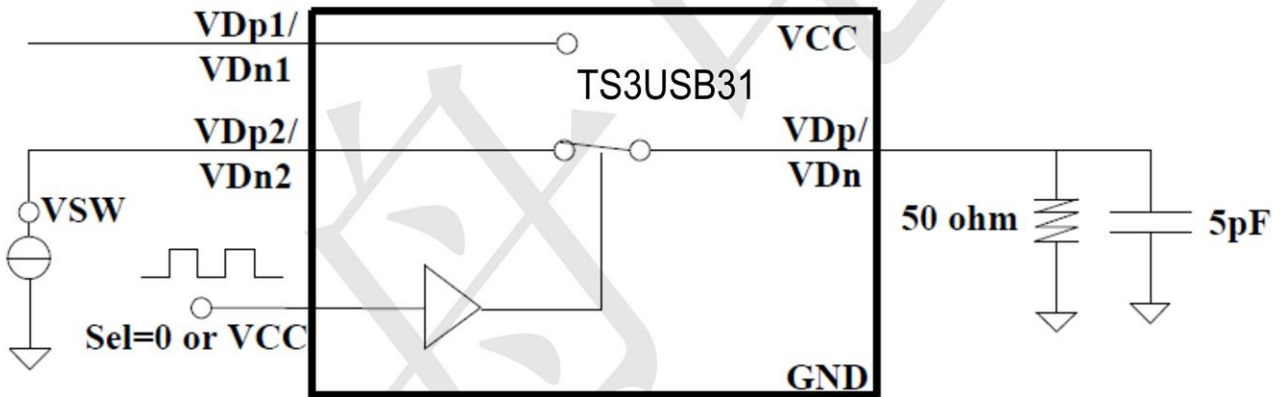 VDp1/
VDn1
VCC
TS3USB31
VDp2/
VDn2
VDp/
VDn
VSW
50 ohm
5pF
Sel=0 or VCC
GND